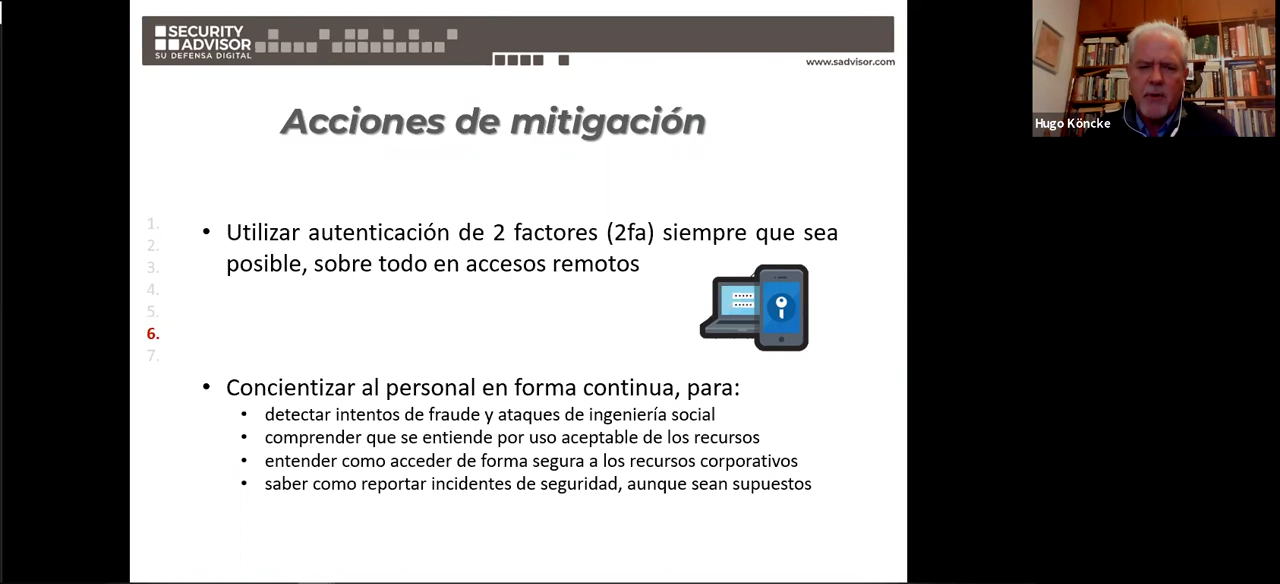 SECURITY
ADVISOR
SU DEFENSA DIGITAL
www.sadvisor.com
Hugo Köncke
Acciones de mitigación
1.
2.
3.
4.
5.
6.
7.
• Utilizar autenticación de 2 factores (2fa) siempre que sea
posible, sobre todo en accesos remotos
• Concientizar al personal en forma continua, para:
• detectar intentos de fraude y ataques de ingeniería social
• comprender que se entiende por uso aceptable de los recursos
• entender como acceder de forma segura a los recursos corporativos
• saber como reportar incidentes de seguridad, aunque sean supuestos